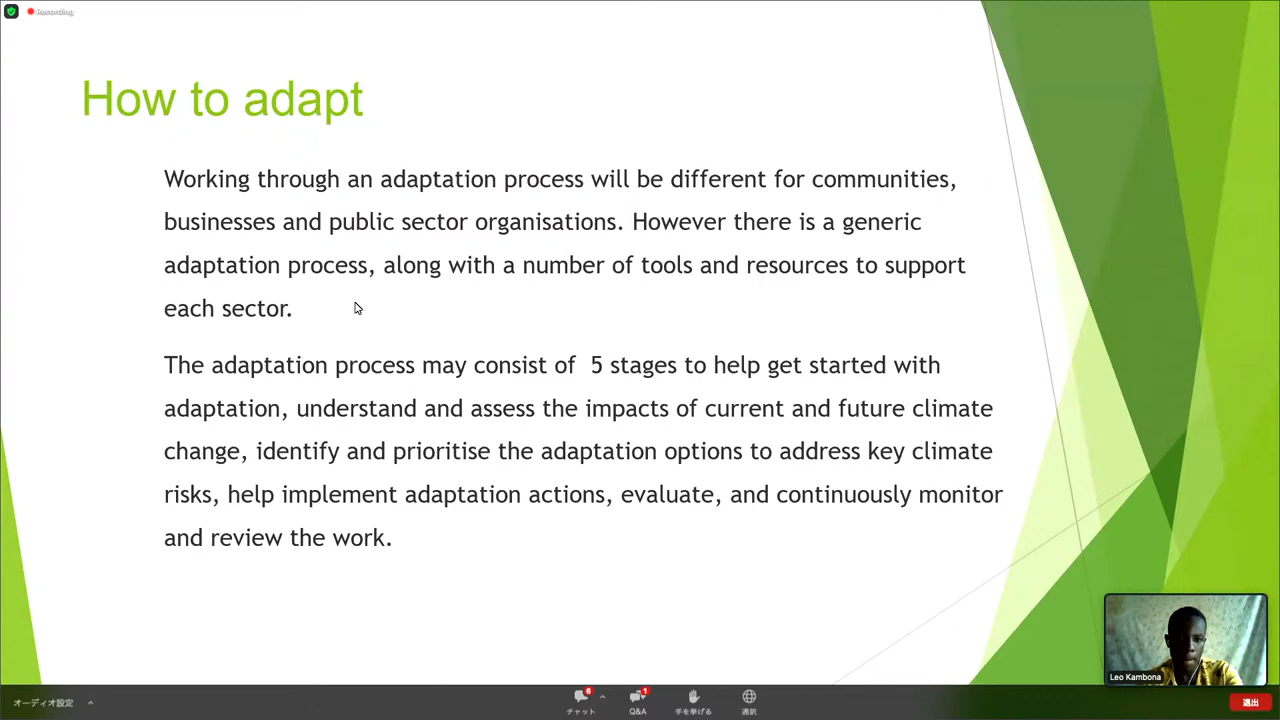 Recording
How to adapt
Working through an adaptation process will be different for communities,
businesses and public sector organisations. However there is a generic
adaptation process, along with a number of tools and resources to support
each sector.
The adaptation process may consist of  5 stages to help get started with
adaptation, understand and assess the impacts of current and future climate
change, identify and prioritise the adaptation options to address key climate
risks, help implement adaptation actions, evaluate, and continuously monitor
and review the work.
Leo Kambona
オーディオ設定
6
チャット
1
Q&A
手を挙げる
通訳
退出